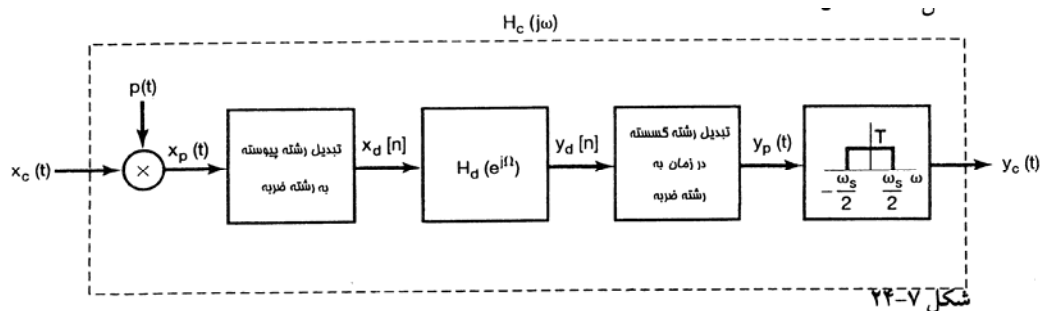 H_c (jω)
p(t)
x_c (t)
×
x_p (t)
تبدیل رشته پیوسته
به رشته ضربه
x_d [n]
H_d (e^{jΩ})
y_d [n]
تبدیل رشته گسسته
در زمان به
رشته ضربه
y_p (t)
T
-ω_s/2
ω_s/2
ω
y_c (t)
شکل ۷-۲۴